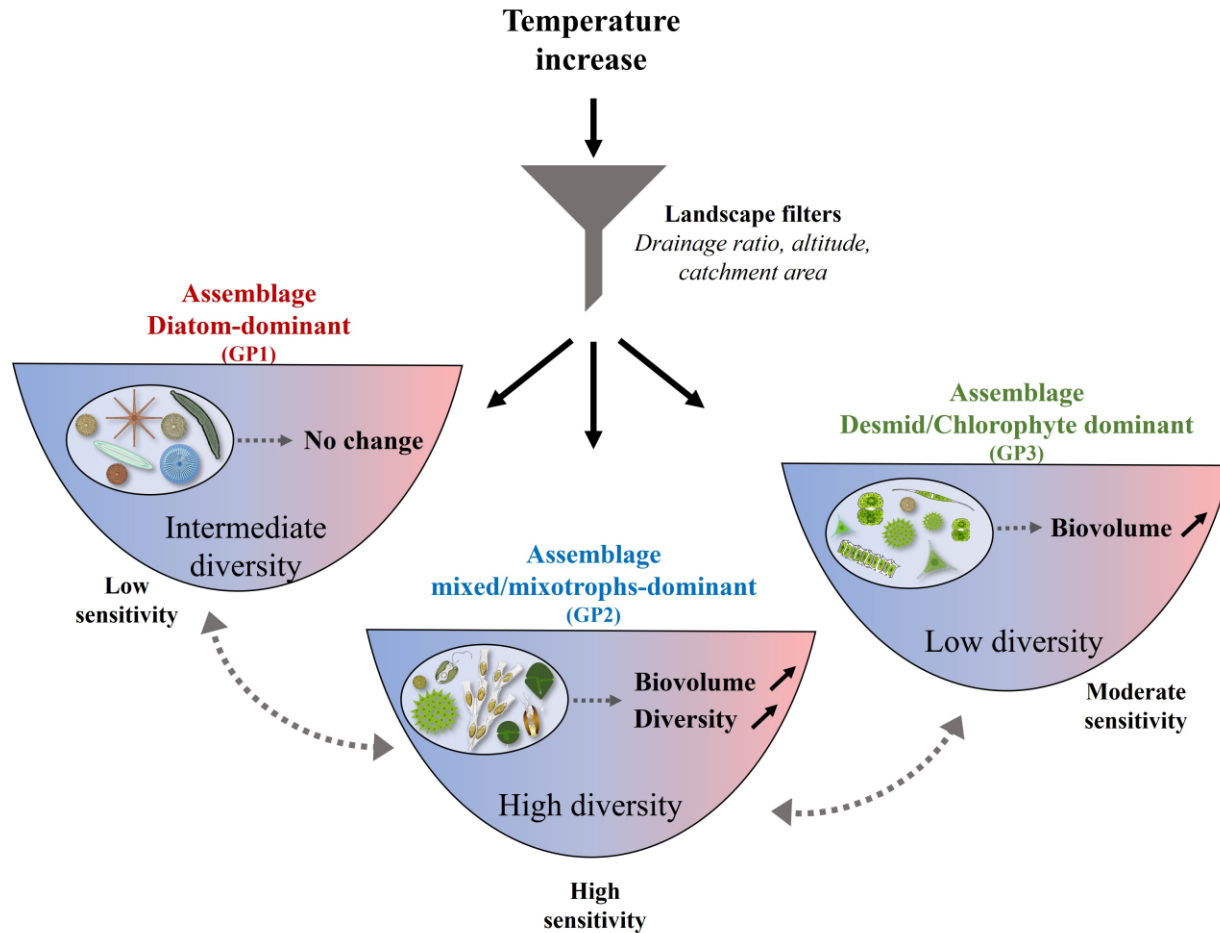 Temperature
increase
Landscape filters
Drainage ratio, altitude,
catchment area
Assemblage
Diatom-dominant
(GP1)
No change
Intermediate
diversity
Low
sensitivity
Assemblage
mixed/mixotrophs-dominant
(GP2)
Biovolume
Diversity
High diversity
High
sensitivity
Assemblage
Desmid/Chlorophyte dominant
(GP3)
Biovolume
Low diversity
Moderate
sensitivity